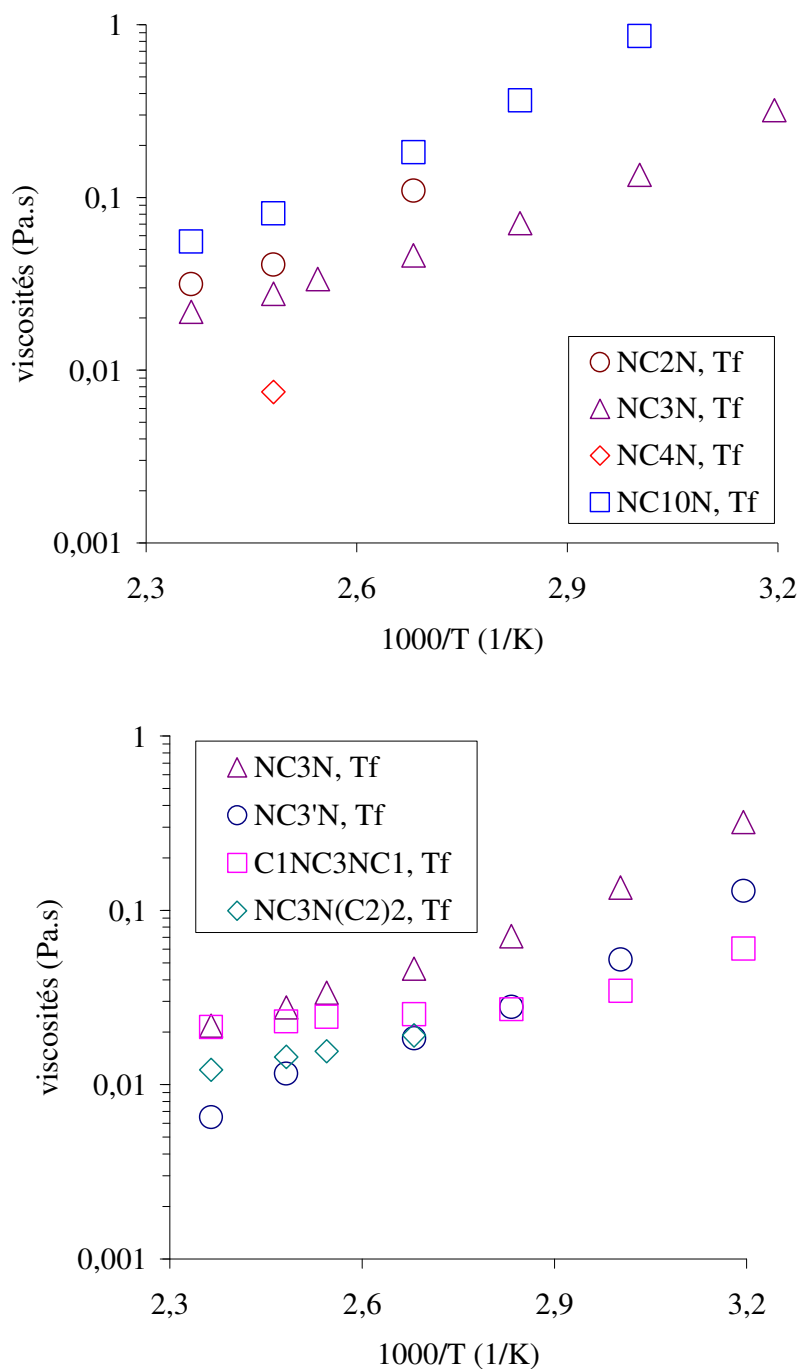 1
0,1
0,01
0,001
viscosités (Pa.s)
NC2N, Tf
NC3N, Tf
NC4N, Tf
NC10N, Tf
2,3 2,6 2,9 3,2
1000/T (1/K)
1
0,1
0,01
0,001
viscosités (Pa.s)
NC3N, Tf
NC3'N, Tf
C1NC3NC1, Tf
NC3N(C2)2, Tf
2,3 2,6 2,9 3,2
1000/T (1/K)